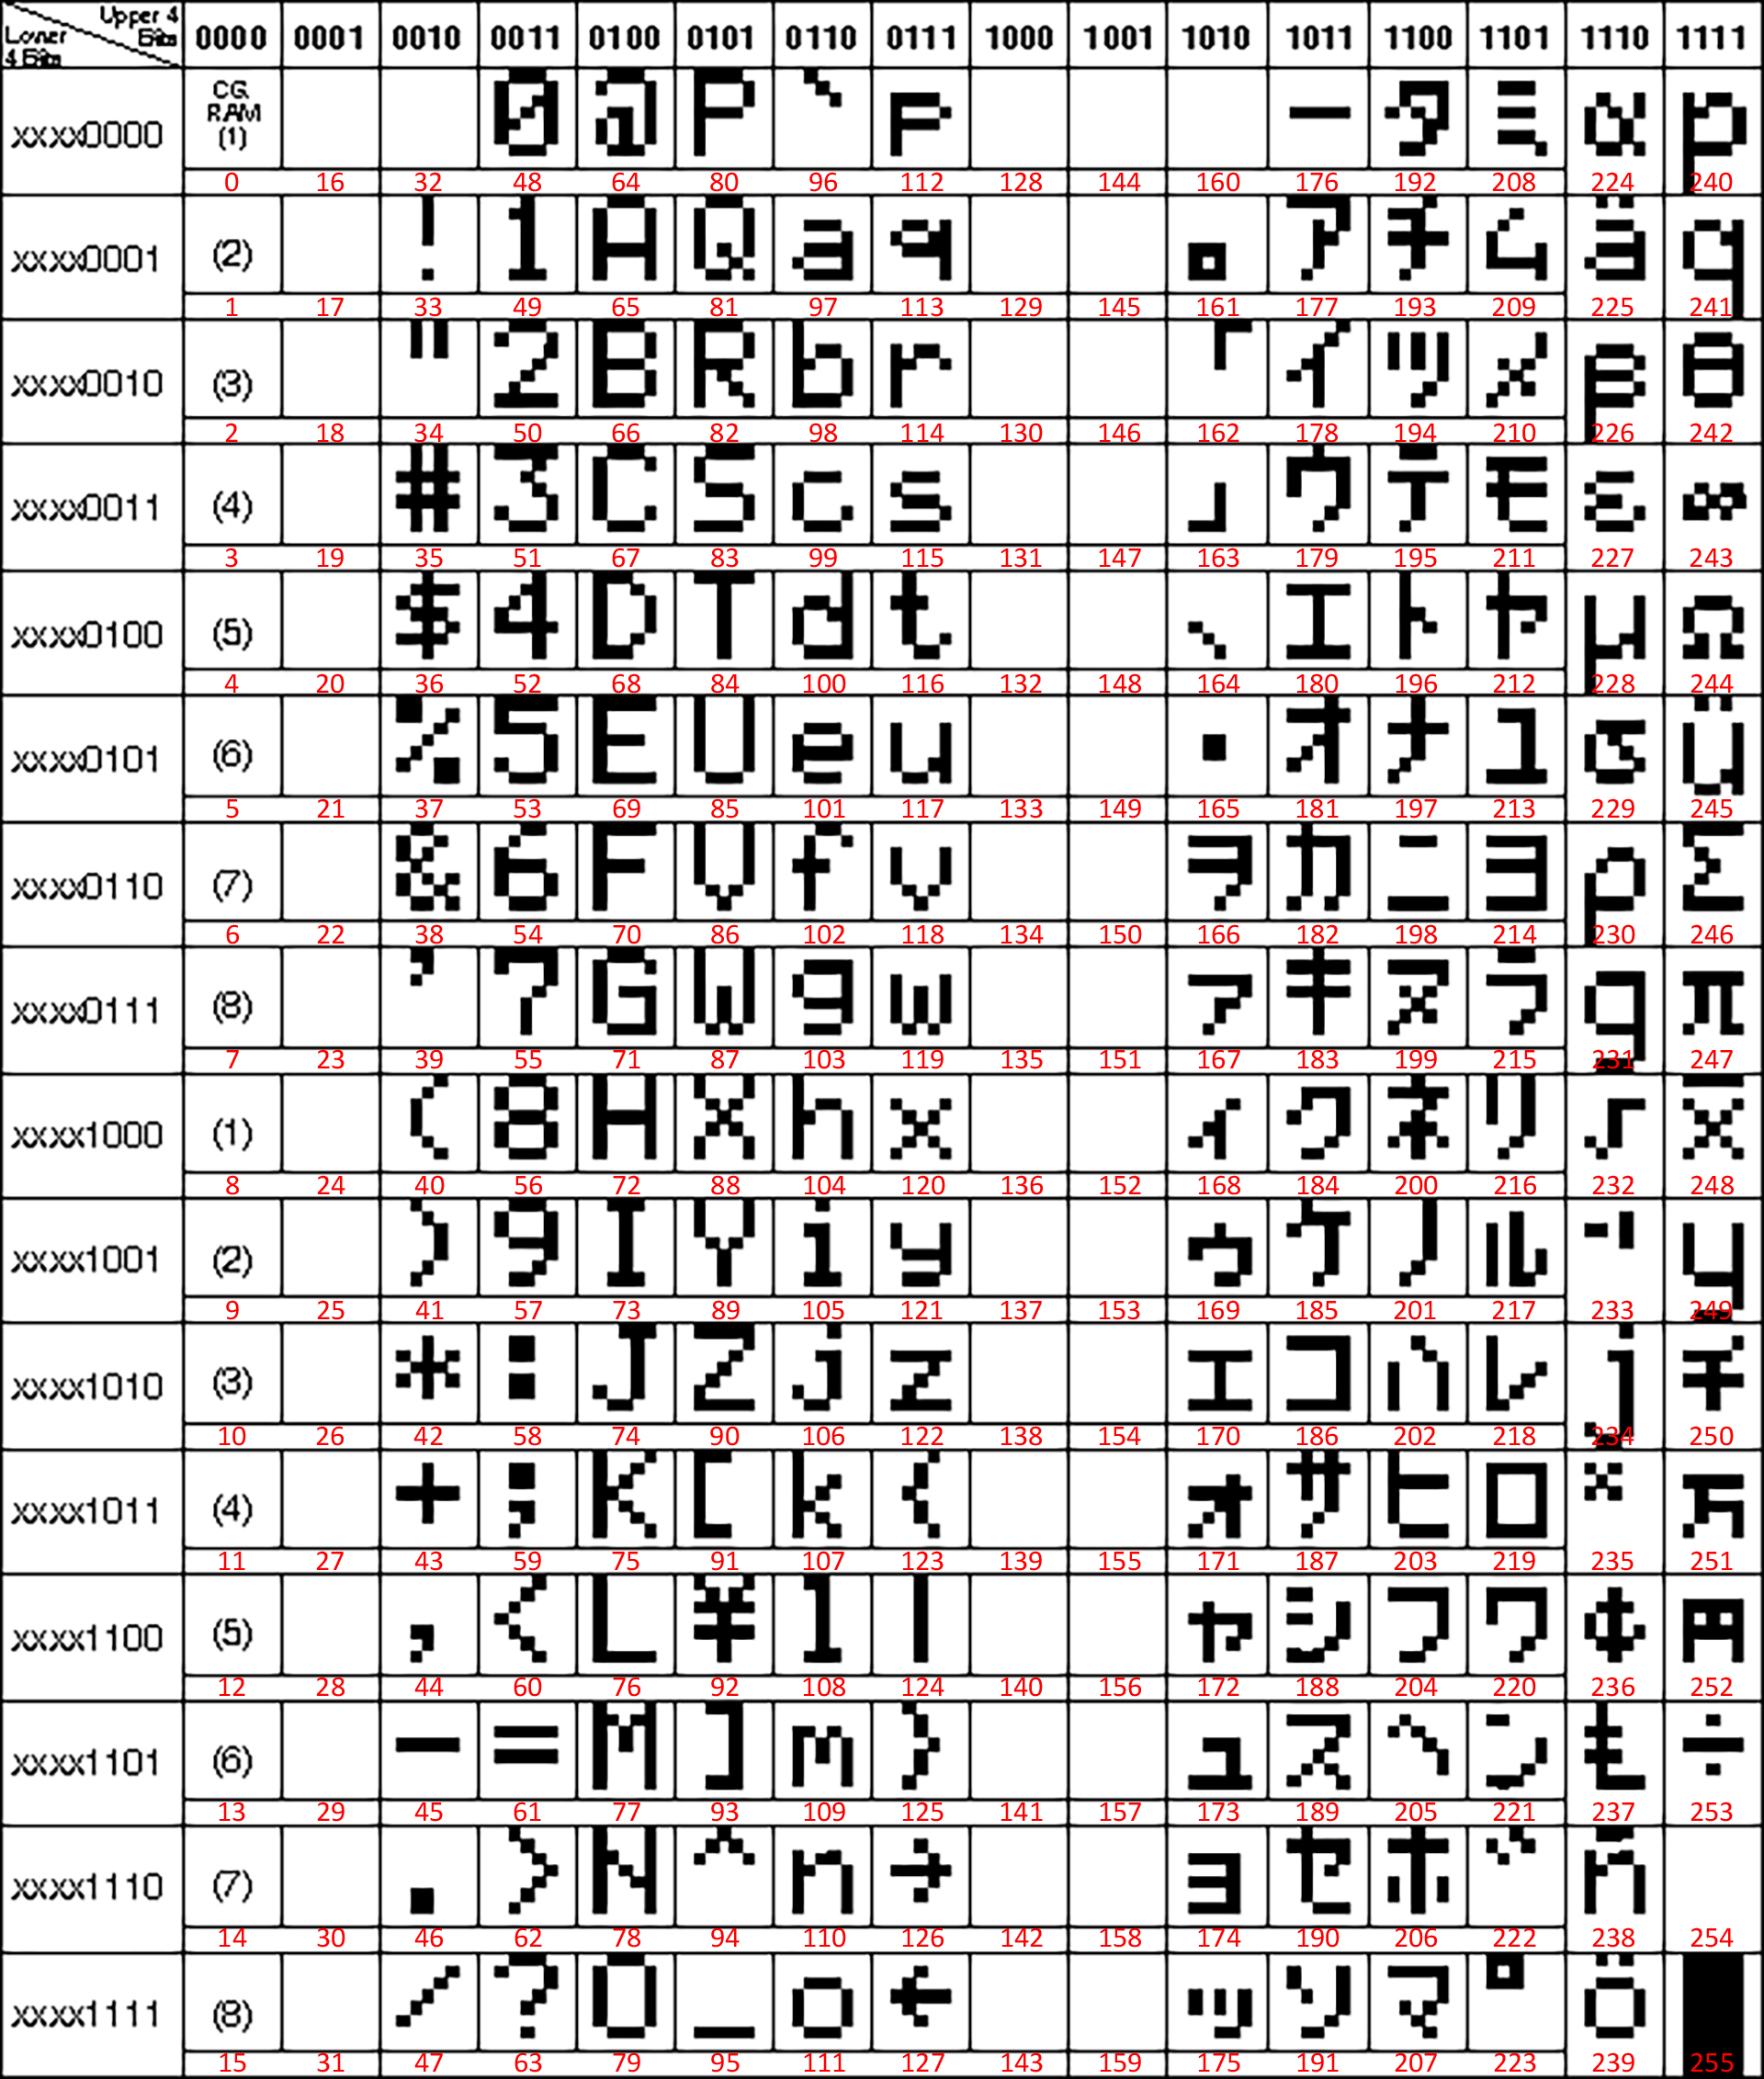 Lower 4 Bits Upper 4 Bits 0000 0001 0010 0011 0100 0101 0110 0111 1000 1001 1010 1011 1100 1101 1110 1111
xxxx0000 CG RAM (1) 0 @ P ` p ー タ ミ α p
0 16 32 48 64 80 96 112 128 144 160 176 192 208 224 240
xxxx0001 (2) ! 1 A Q a q 。 ア チ ム ä q
1 17 33 49 65 81 97 113 129 145 161 177 193 209 225 241
xxxx0010 (3) " 2 B R b r 「 イ ツ メ β θ
2 18 34 50 66 82 98 114 130 146 162 178 194 210 226 242
xxxx0011 (4) # 3 C S c s 」 ウ テ モ ε ∞
3 19 35 51 67 83 99 115 131 147 163 179 195 211 227 243
xxxx0100 (5) $ 4 D T d t 、 エ ト ヤ μ Ω
4 20 36 52 68 84 100 116 132 148 164 180 196 212 228 244
xxxx0101 (6) % 5 E U e u ・ オ ナ ユ σ ü
5 21 37 53 69 85 101 117 133 149 165 181 197 213 229 245
xxxx0110 (7) & 6 F V f v ヲ カ ニ ヨ ρ Σ
6 22 38 54 70 86 102 118 134 150 166 182 198 214 230 246
xxxx0111 (8) ' 7 G W g w ァ キ ヌ ラ g π
7 23 39 55 71 87 103 119 135 151 167 183 199 215 231 247
xxxx1000 (1) ( 8 H X h x ィ ク ネ リ √ x̄
8 24 40 56 72 88 104 120 136 152 168 184 200 216 232 248
xxxx1001 (2) ) 9 I Y i y ゥ ケ ノ ル ⁻¹ y
9 25 41 57 73 89 105 121 137 153 169 185 201 217 233 249
xxxx1010 (3) * : J Z j z ェ コ ハ レ j 千
10 26 42 58 74 90 106 122 138 154 170 186 202 218 234 250
xxxx1011 (4) + ; K [ k { ォ サ ヒ ロ ˣ 万
11 27 43 59 75 91 107 123 139 155 171 187 203 219 235 251
xxxx1100 (5) , < L ¥ l | ャ シ フ ワ ¢ 円
12 28 44 60 76 92 108 124 140 156 172 188 204 220 236 252
xxxx1101 (6) - = M ] m } ュ ス ヘ ン Ł ÷
13 29 45 61 77 93 109 125 141 157 173 189 205 221 237 253
xxxx1110 (7) . > N ^ n → ョ セ ホ ゛ ñ
14 30 46 62 78 94 110 126 142 158 174 190 206 222 238 254
xxxx1111 (8) / ? O _ o ← ッ ソ マ ゜ ö █
15 31 47 63 79 95 111 127 143 159 175 191 207 223 239 255